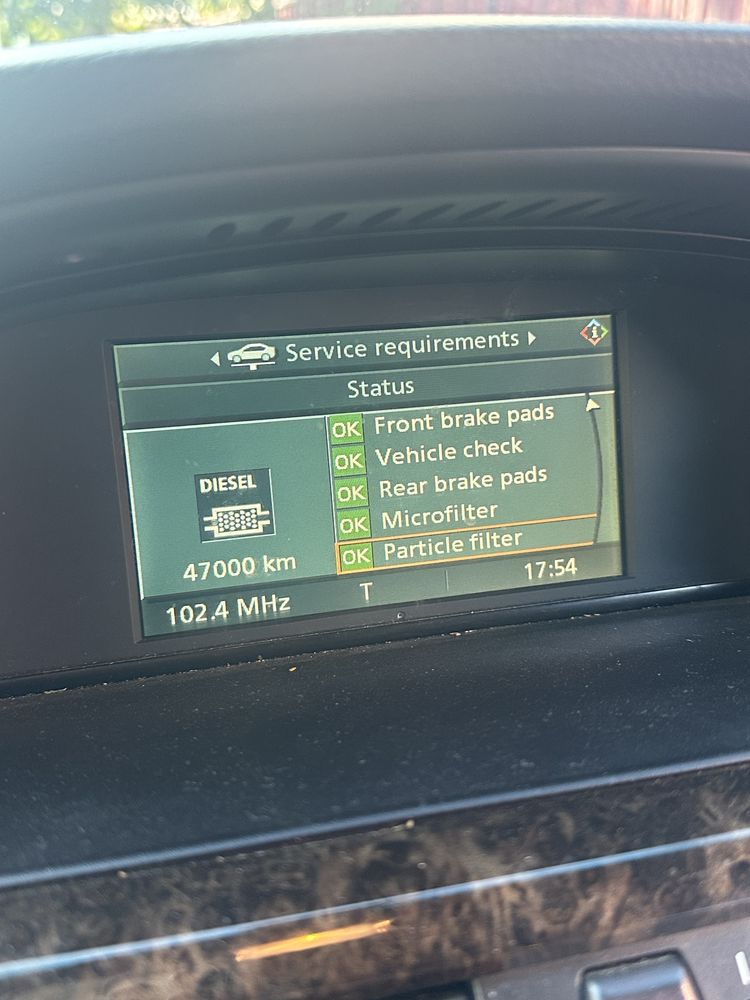 Service requirements
Status
OK Front brake pads
OK Vehicle check
OK Rear brake pads
OK Microfilter
OK Particle filter
DIESEL
47000 km
102.4 MHz T 17:54